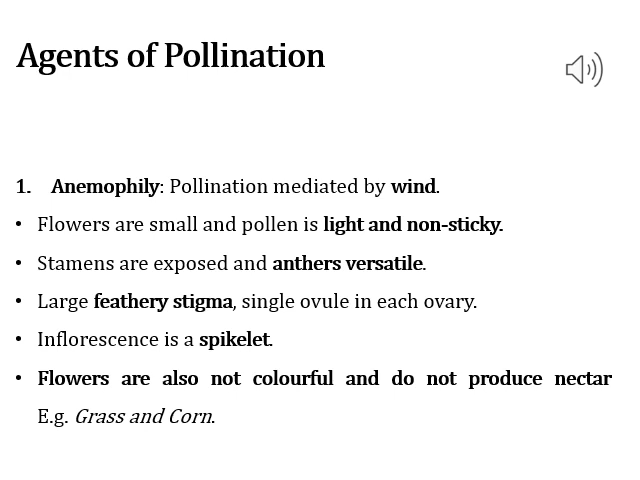 Agents of Pollination
1. Anemophily: Pollination mediated by wind.
• Flowers are small and pollen is light and non-sticky.
• Stamens are exposed and anthers versatile.
• Large feathery stigma, single ovule in each ovary.
• Inflorescence is a spikelet.
• Flowers are also not colourful and do not produce nectar
E.g. Grass and Corn.